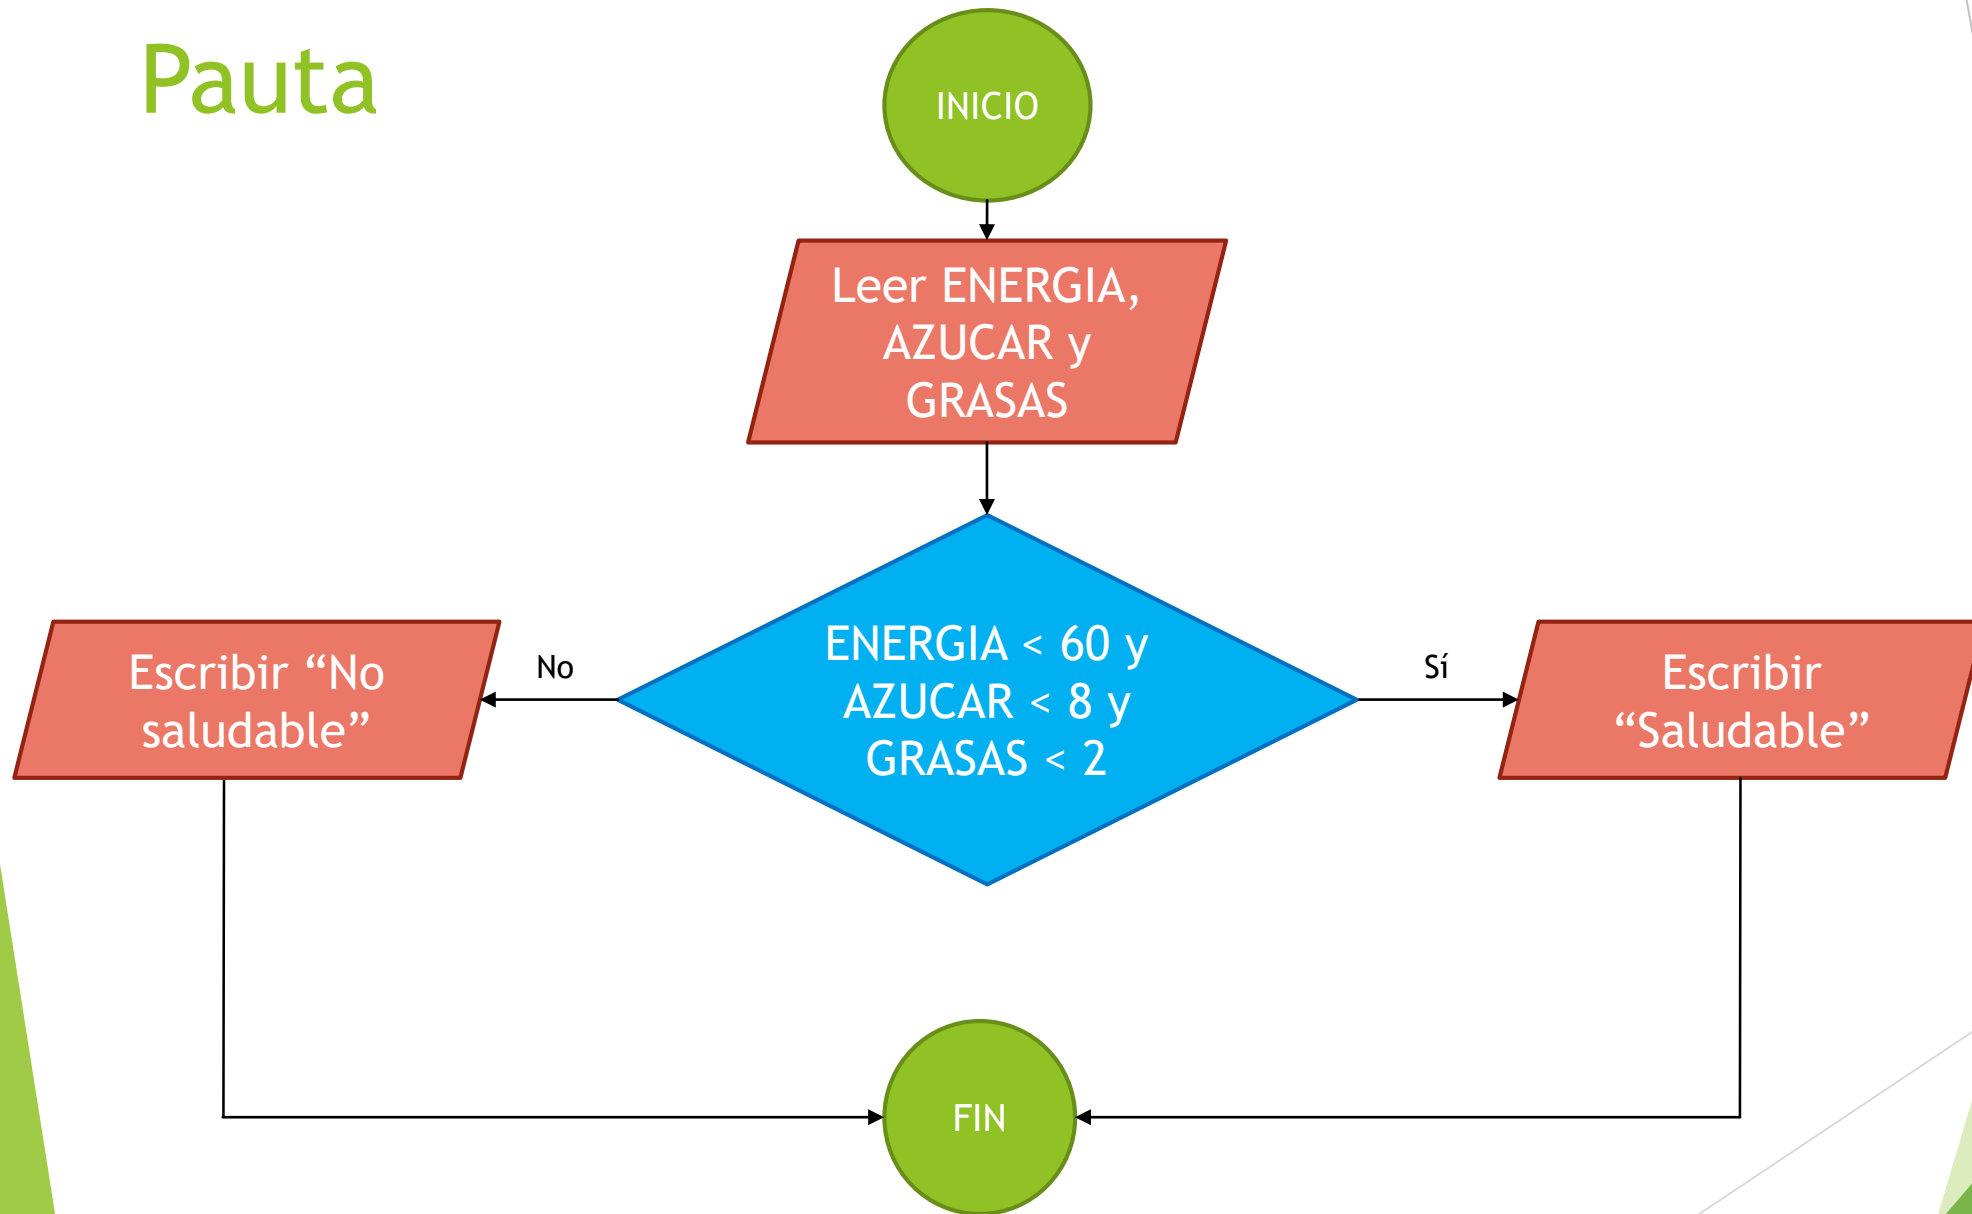 Pauta
INICIO
Leer ENERGIA,
AZUCAR y
GRASAS
ENERGIA < 60 y
AZUCAR < 8 y
GRASAS < 2
No
Escribir “No
saludable”
Sí
Escribir
“Saludable”
FIN